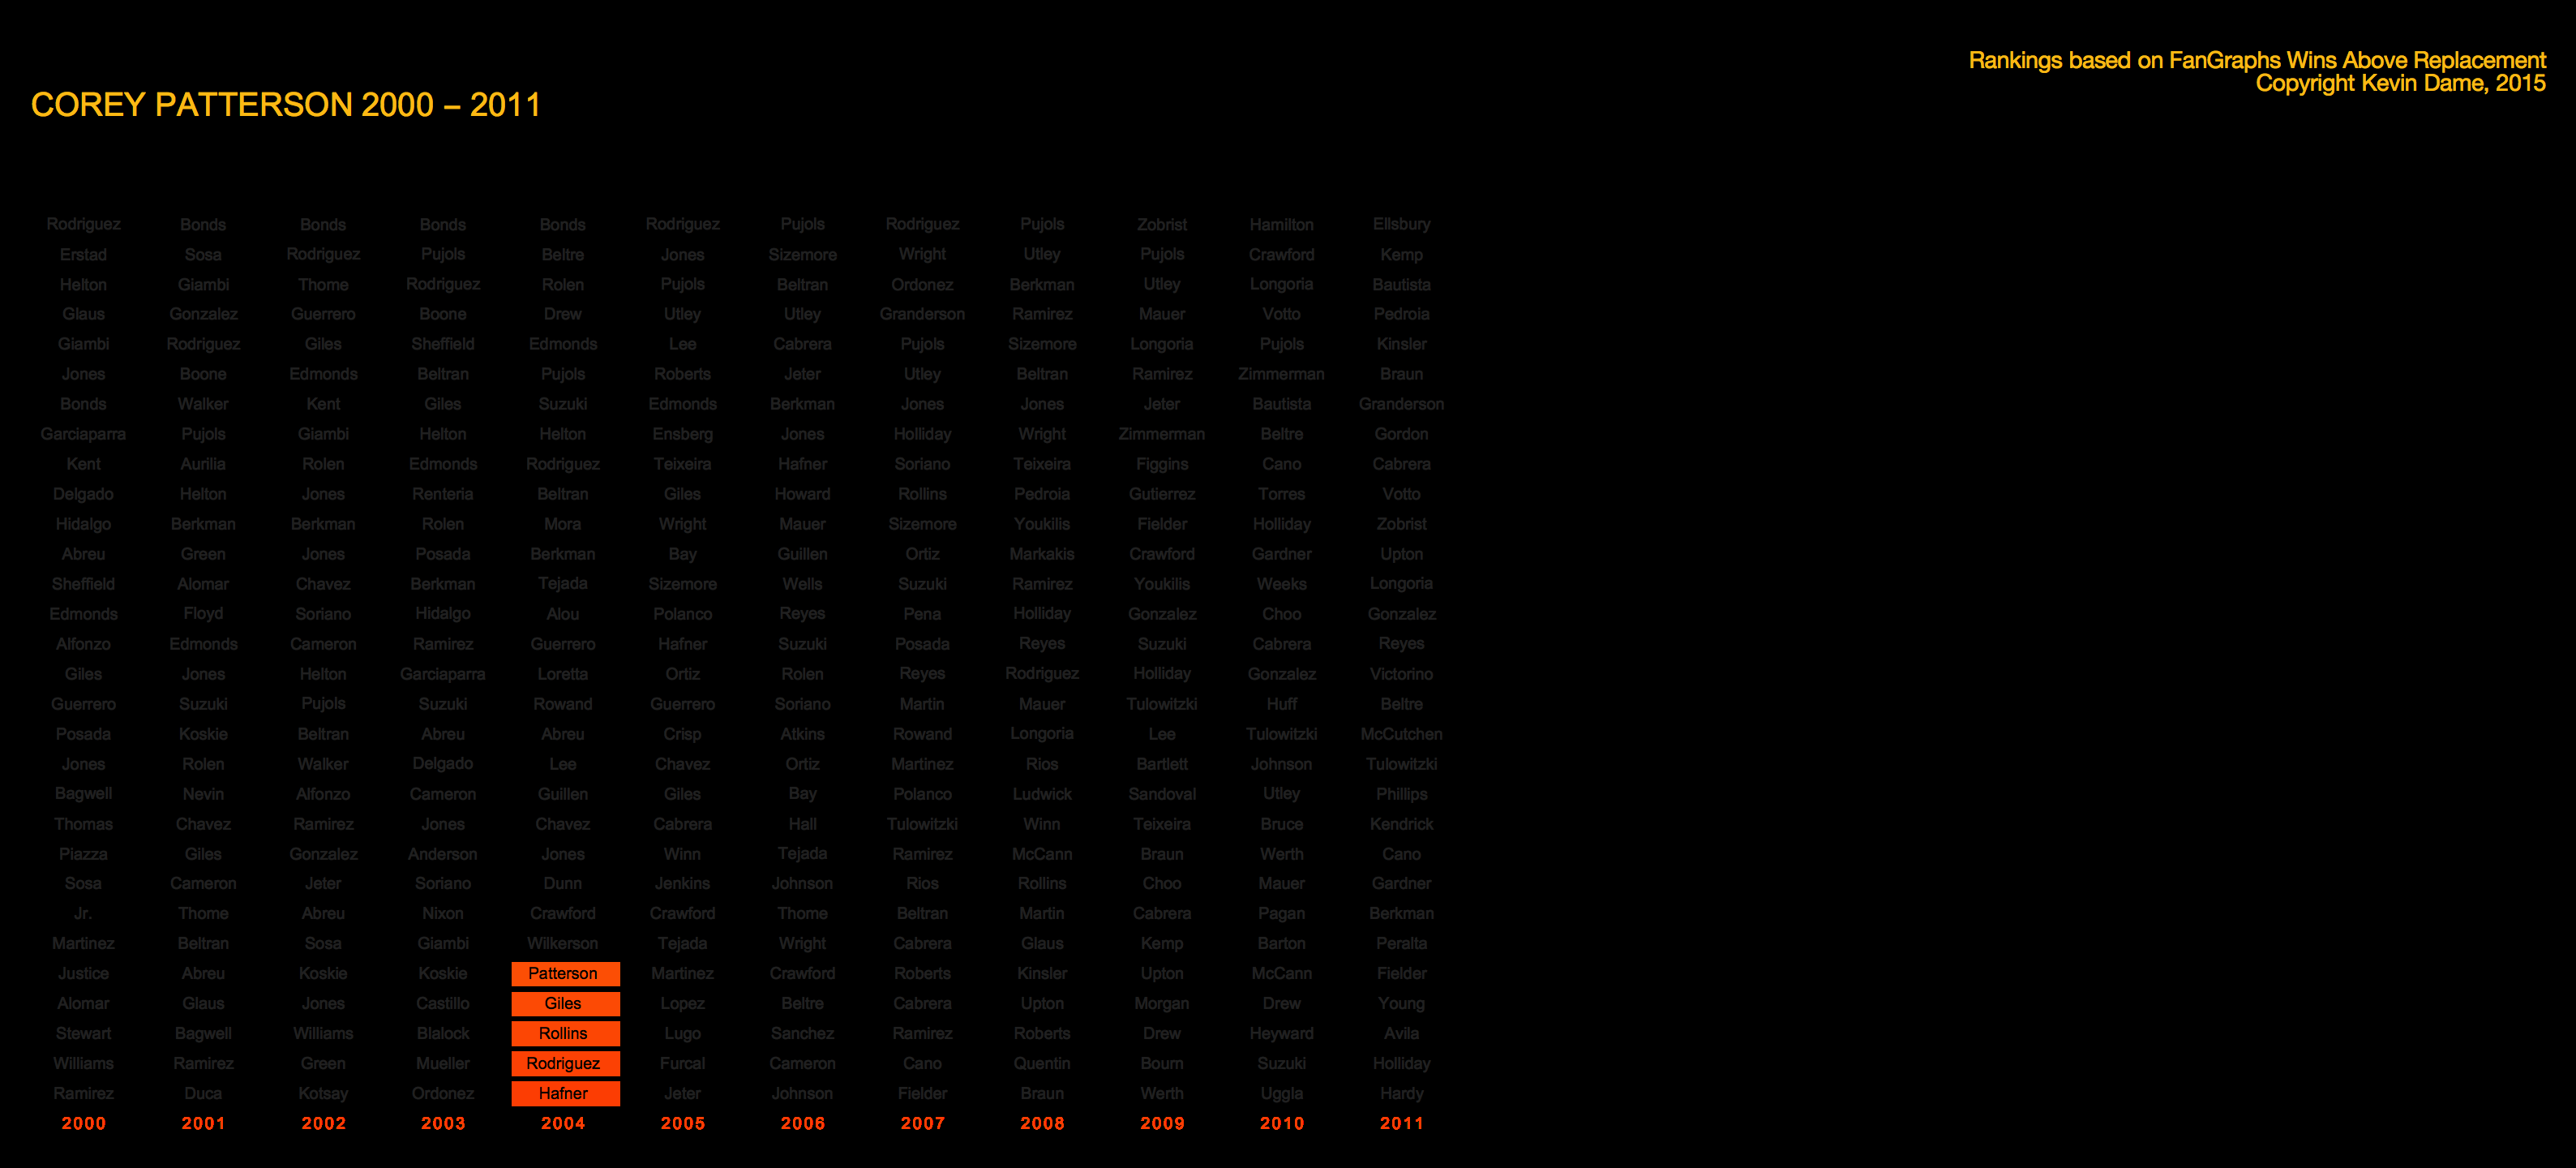 Rankings based on FanGraphs Wins Above Replacement
Copyright Kevin Dame, 2015
COREY PATTERSON 2000 – 2011
Rodriguez Bonds Bonds Bonds Bonds Rodriguez Pujols Rodriguez Pujols Zobrist Hamilton Ellsbury
Erstad Sosa Rodriguez Pujols Beltre Jones Sizemore Wright Utley Pujols Crawford Kemp
Helton Giambi Thome Rodriguez Rolen Pujols Beltran Ordonez Berkman Utley Longoria Bautista
Glaus Gonzalez Guerrero Boone Drew Utley Utley Granderson Ramirez Mauer Votto Pedroia
Giambi Rodriguez Giles Sheffield Edmonds Lee Cabrera Pujols Sizemore Longoria Pujols Kinsler
Jones Boone Edmonds Beltran Pujols Roberts Jeter Utley Beltran Ramirez Zimmerman Braun
Bonds Walker Kent Giles Suzuki Edmonds Berkman Jones Jones Jeter Bautista Granderson
Garciaparra Pujols Giambi Helton Helton Ensberg Jones Holliday Wright Zimmerman Beltre Gordon
Kent Aurilia Rolen Edmonds Rodriguez Teixeira Hafner Soriano Teixeira Figgins Cano Cabrera
Delgado Helton Jones Renteria Beltran Giles Howard Rollins Pedroia Gutierrez Torres Votto
Hidalgo Berkman Berkman Rolen Mora Wright Mauer Sizemore Youkilis Fielder Holliday Zobrist
Abreu Green Jones Posada Berkman Bay Guillen Ortiz Markakis Crawford Gardner Upton
Sheffield Alomar Chavez Berkman Tejada Sizemore Wells Suzuki Ramirez Youkilis Weeks Longoria
Edmonds Floyd Soriano Hidalgo Alou Polanco Reyes Pena Holliday Gonzalez Choo Gonzalez
Alfonzo Edmonds Cameron Ramirez Guerrero Hafner Suzuki Posada Reyes Suzuki Cabrera Reyes
Giles Jones Helton Garciaparra Loretta Ortiz Rolen Reyes Rodriguez Holliday Gonzalez Victorino
Guerrero Suzuki Pujols Suzuki Rowand Guerrero Soriano Martin Mauer Tulowitzki Huff Beltre
Posada Koskie Beltran Abreu Abreu Crisp Atkins Rowand Longoria Lee Tulowitzki McCutchen
Jones Rolen Walker Delgado Lee Chavez Ortiz Martinez Rios Bartlett Johnson Tulowitzki
Bagwell Nevin Alfonzo Cameron Guillen Giles Bay Polanco Ludwick Sandoval Utley Phillips
Thomas Chavez Ramirez Jones Chavez Cabrera Hall Tulowitzki Winn Teixeira Bruce Kendrick
Piazza Giles Gonzalez Anderson Jones Winn Tejada Ramirez McCann Braun Werth Cano
Sosa Cameron Jeter Soriano Dunn Jenkins Johnson Rios Rollins Choo Mauer Gardner
Jr. Thome Abreu Nixon Crawford Crawford Thome Beltran Martin Cabrera Pagan Berkman
Martinez Beltran Sosa Giambi Wilkerson Tejada Wright Cabrera Glaus Kemp Barton Peralta
Justice Abreu Koskie Koskie Patterson Martinez Crawford Roberts Kinsler Upton McCann Fielder
Alomar Glaus Jones Castillo Giles Lopez Beltre Cabrera Upton Morgan Drew Young
Stewart Bagwell Williams Blalock Rollins Lugo Sanchez Ramirez Roberts Drew Heyward Avila
Williams Ramirez Green Mueller Rodriguez Furcal Cameron Cano Quentin Bourn Suzuki Holliday
Ramirez Duca Kotsay Ordonez Hafner Jeter Johnson Fielder Braun Werth Uggla Hardy
2000 2001 2002 2003 2004 2005 2006 2007 2008 2009 2010 2011